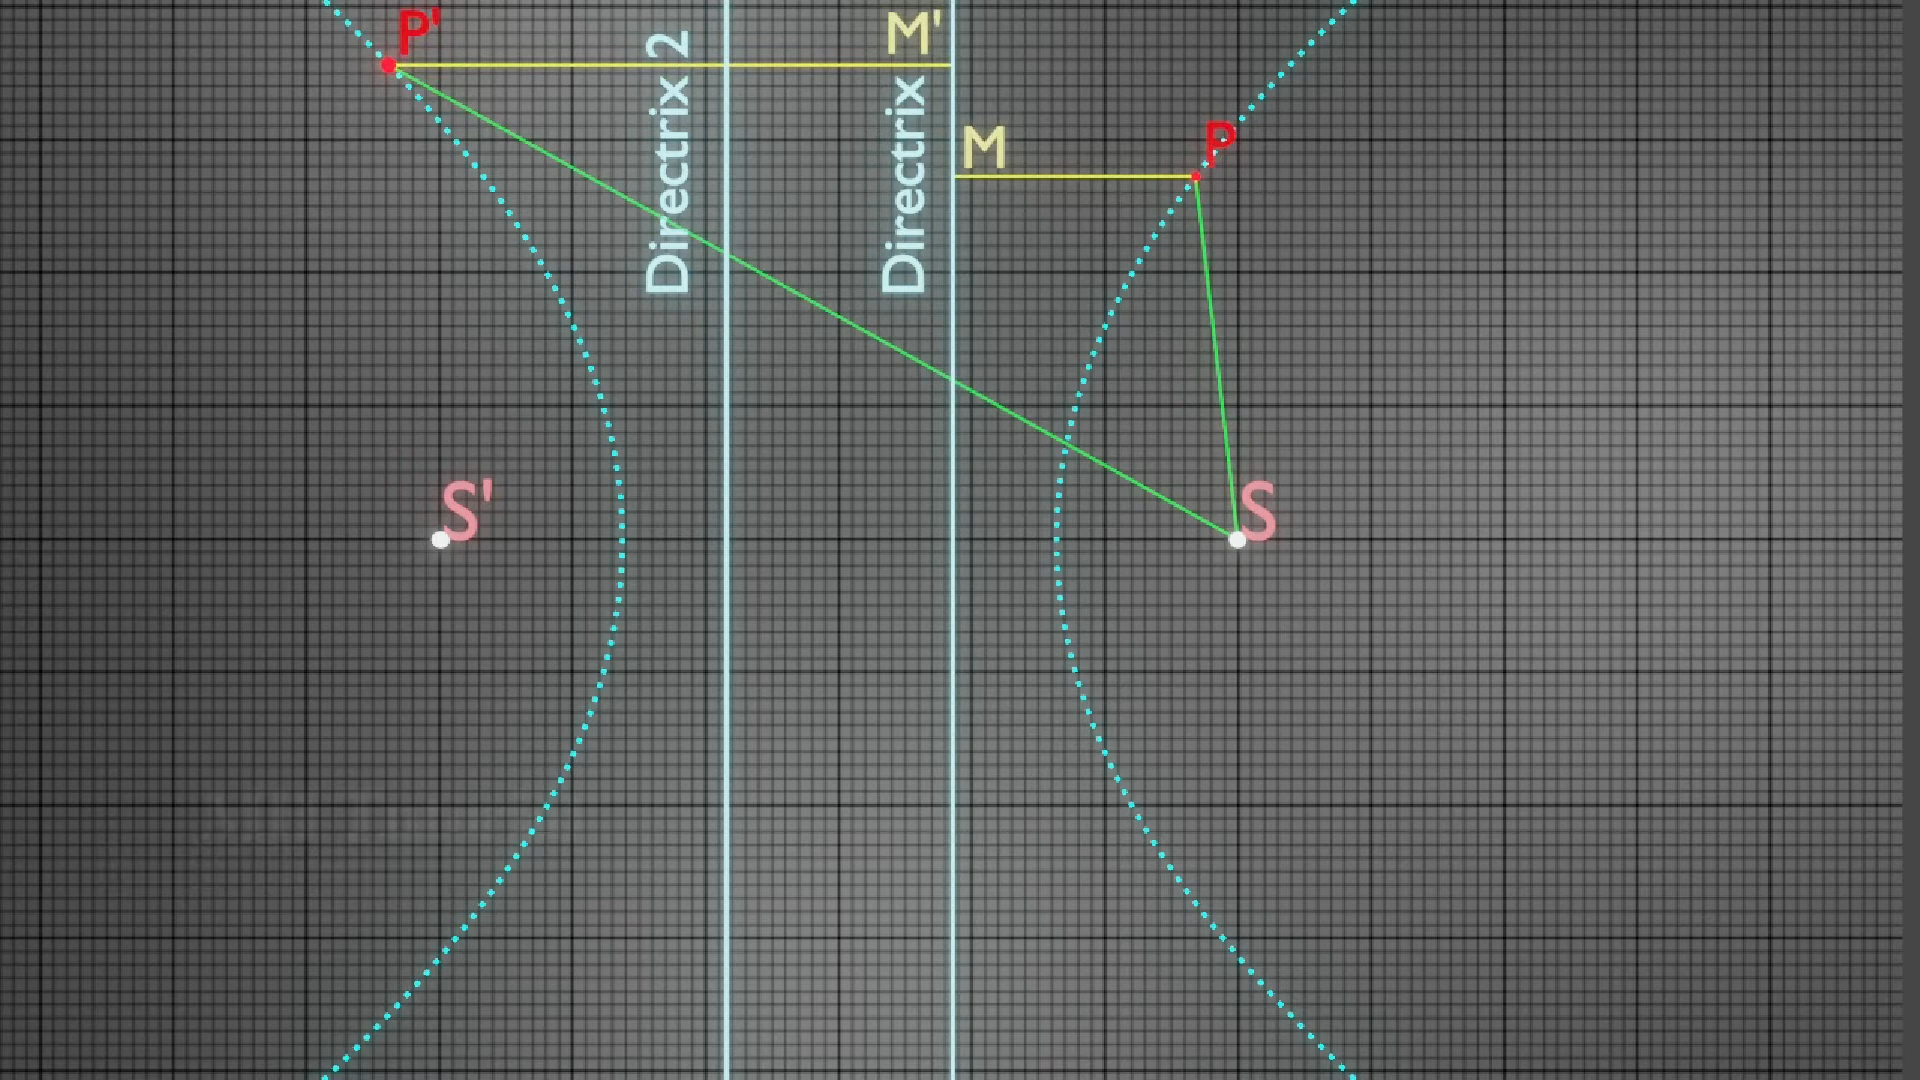 P'
M'
Directrix 2
Directrix
M
P
S'
S